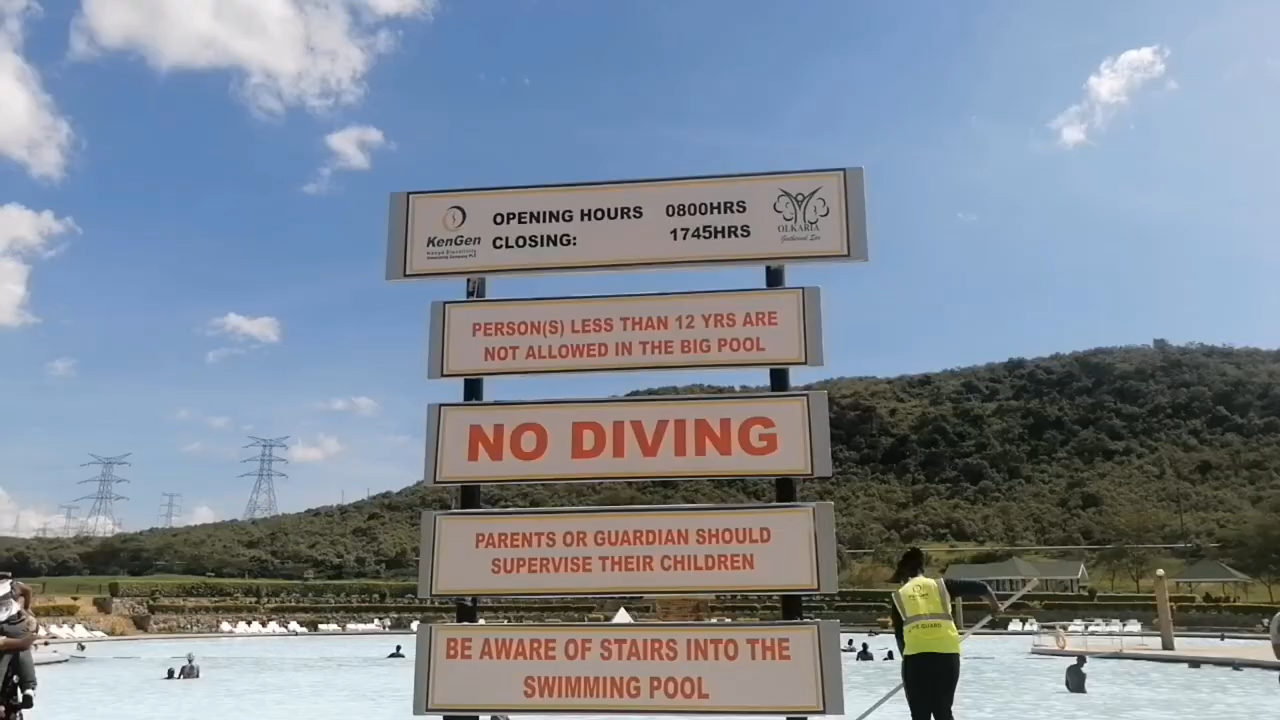 OPENING HOURS 0800HRS
CLOSING: 1745HRS
KenGen
OLKARIA
PERSON(S) LESS THAN 12 YRS ARE
NOT ALLOWED IN THE BIG POOL
NO DIVING
PARENTS OR GUARDIAN SHOULD
SUPERVISE THEIR CHILDREN
BE AWARE OF STAIRS INTO THE
SWIMMING POOL